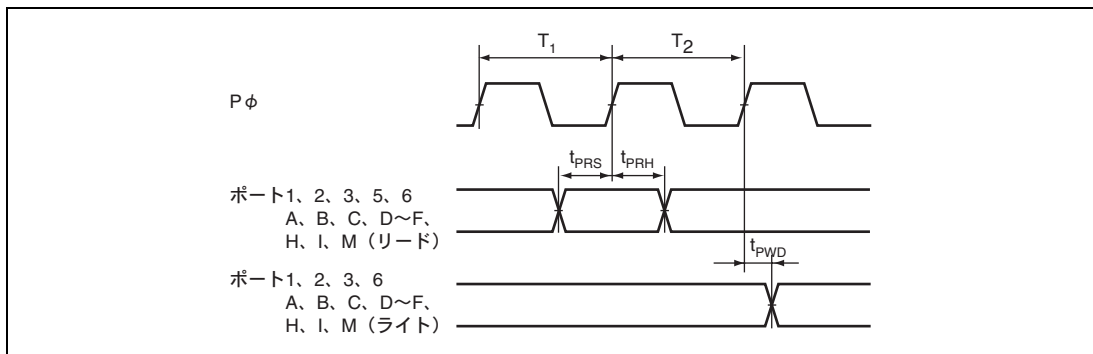 T1 T2
Pφ
tPRS tPRH
ポート1、2、3、5、6
A、B、C、D～F、
H、I、M（リード）
tPWD
ポート1、2、3、6
A、B、C、D～F、
H、I、M（ライト）